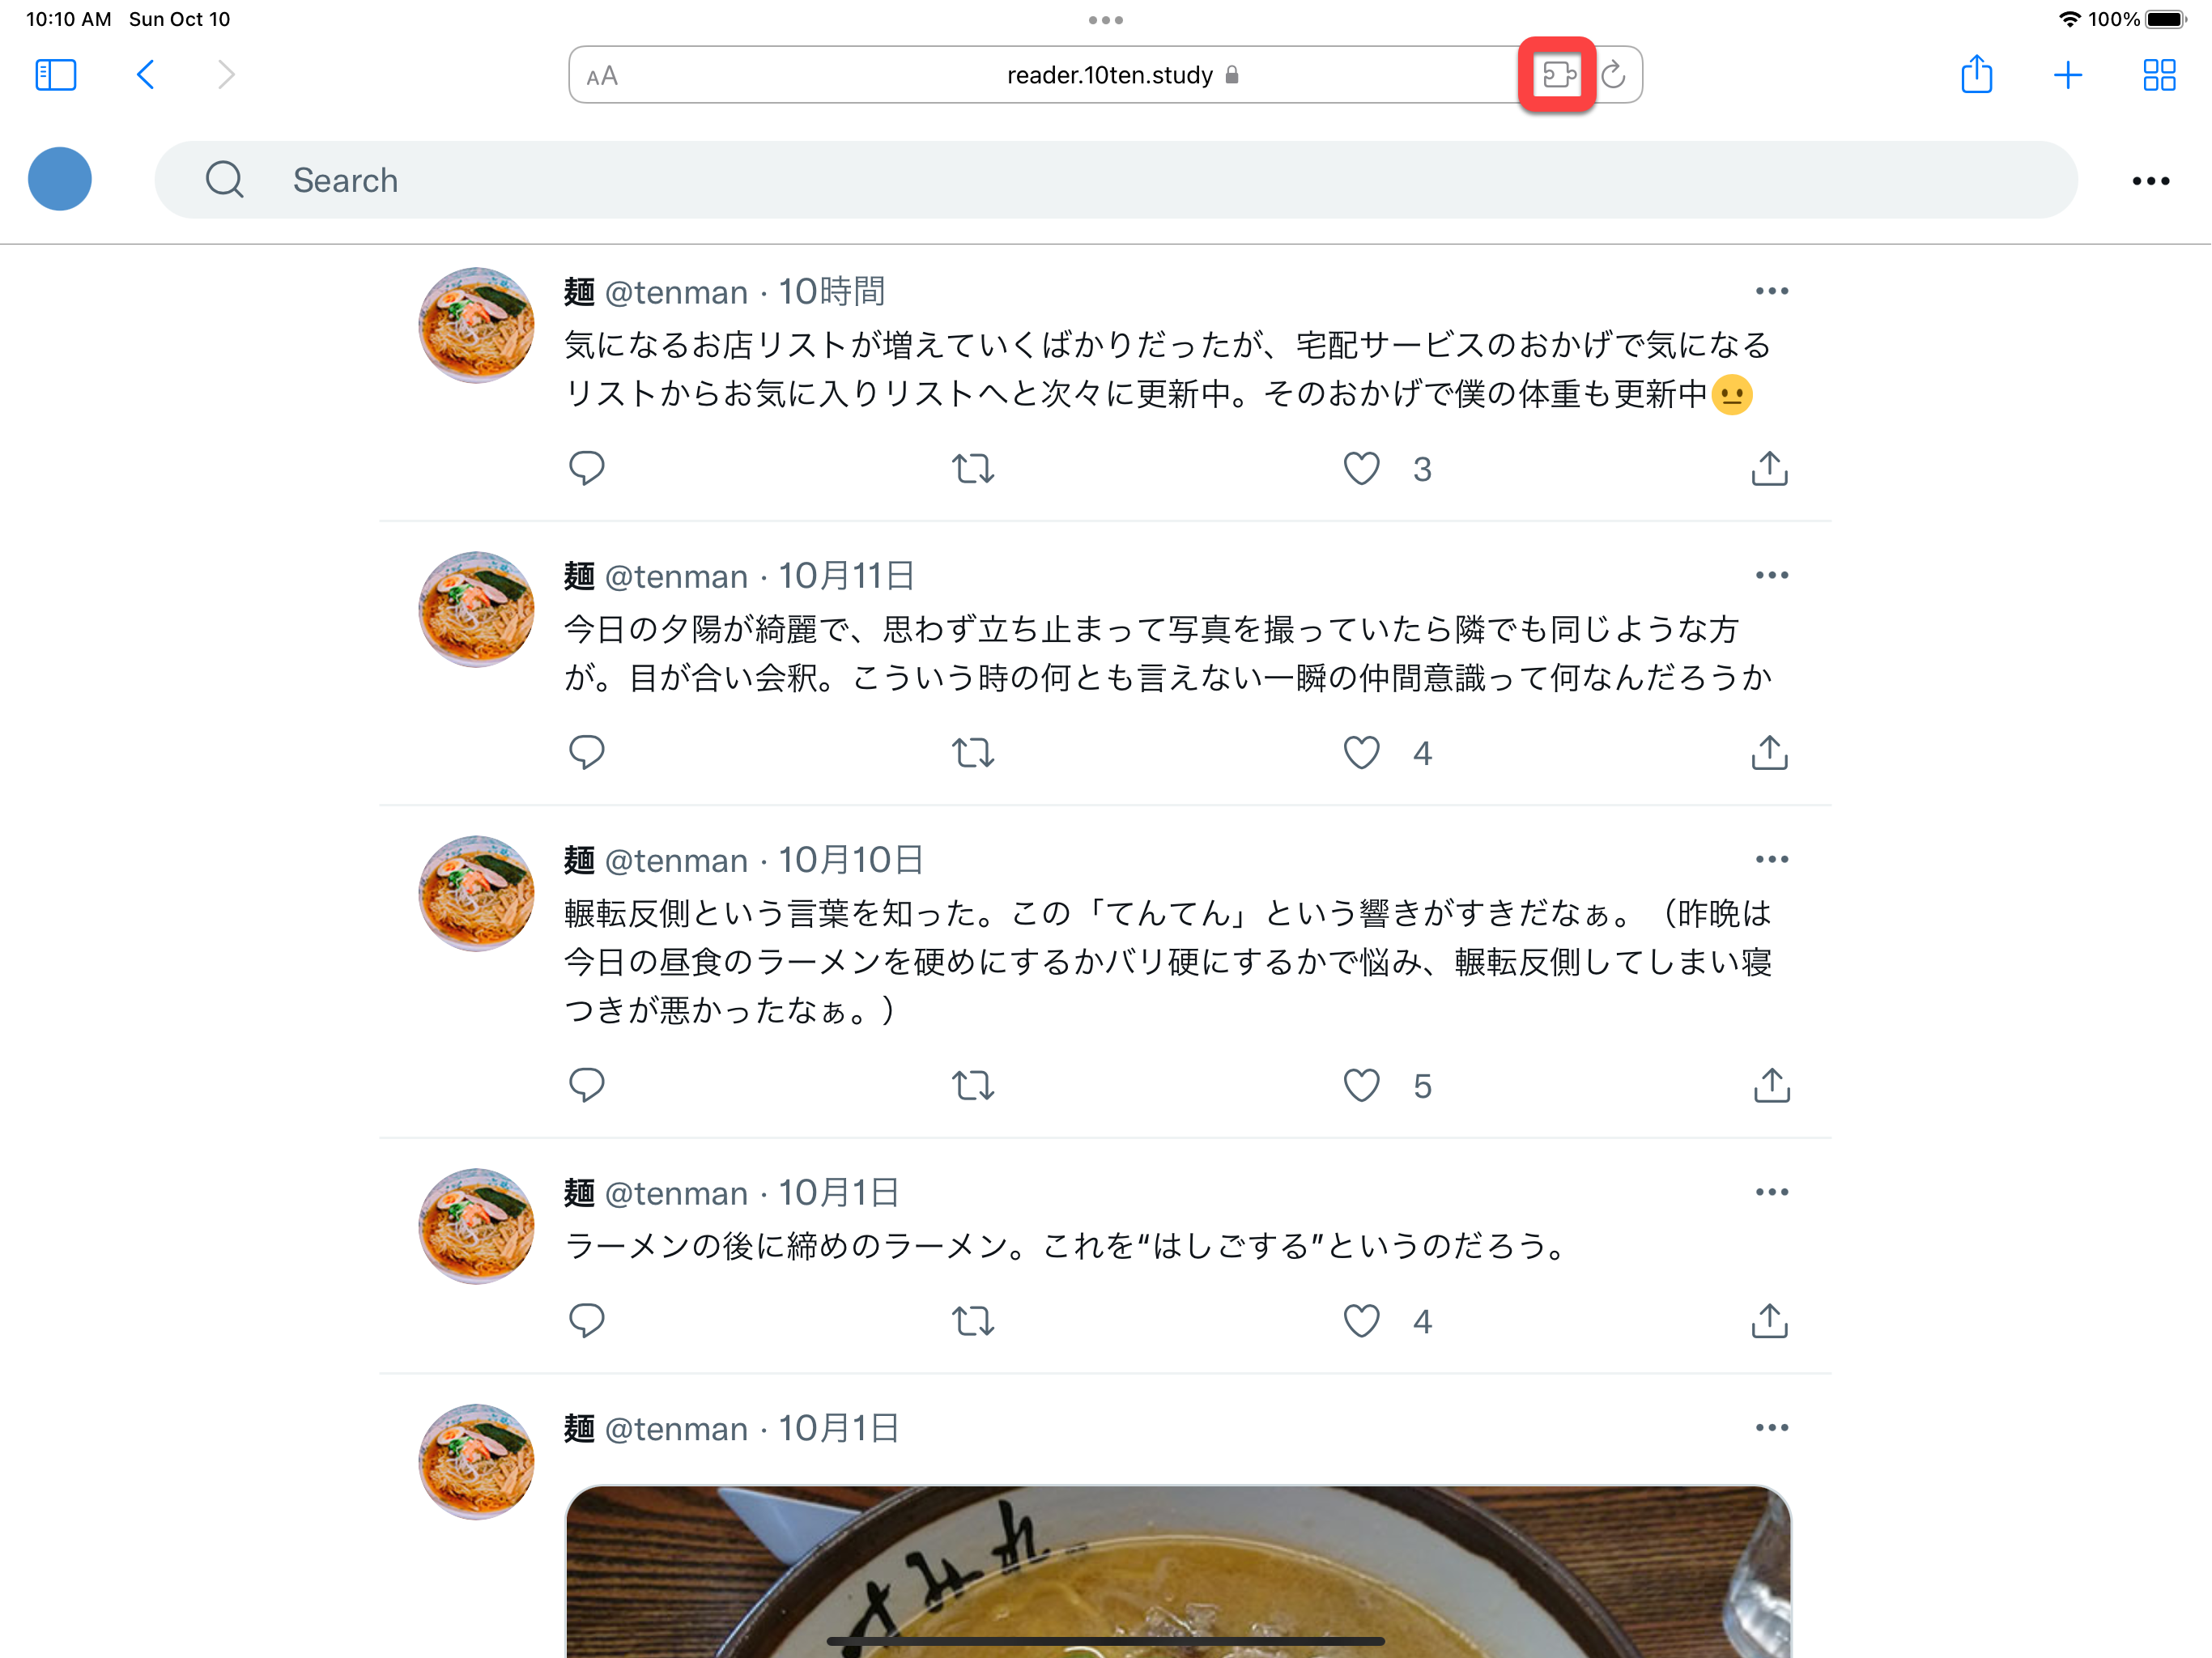 10:10 AM Sun Oct 10
100%
AA
reader.10ten.study
Search
麺 @tenman · 10時間
気になるお店リストが増えていくばかりだったが、宅配サービスのおかげで気になる
リストからお気に入りリストへと次々に更新中。そのおかげで僕の体重も更新中😐
3
麺 @tenman · 10月11日
今日の夕陽が綺麗で、思わず立ち止まって写真を撮っていたら隣でも同じような方
が。目が合い会釈。こういう時の何とも言えない一瞬の仲間意識って何なんだろうか
4
麺 @tenman · 10月10日
輾転反側という言葉を知った。この「てんてん」という響きがすきだなぁ。（昨晩は
今日の昼食のラーメンを硬めにするかバリ硬にするかで悩み、輾転反側してしまい寝
つきが悪かったなぁ。）
5
麺 @tenman · 10月1日
ラーメンの後に締めのラーメン。これを“はしごする”というのだろう。
4
麺 @tenman · 10月1日
すみれ